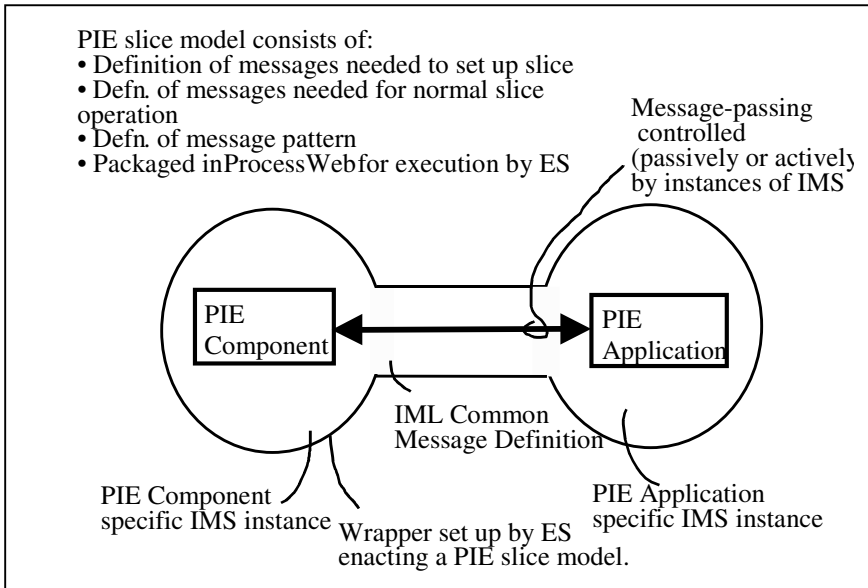 PIE slice model consists of:
• Definition of messages needed to set up slice
• Defn. of messages needed for normal slice
operation
• Defn. of message pattern
• Packaged inProcessWebfor execution by ES
Message-passing
controlled
(passively or actively
by instances of IMS
PIE
Component
PIE
Application
IML Common
Message Definition
PIE Component
specific IMS instance
Wrapper set up by ES
enacting a PIE slice model.
PIE Application
specific IMS instance